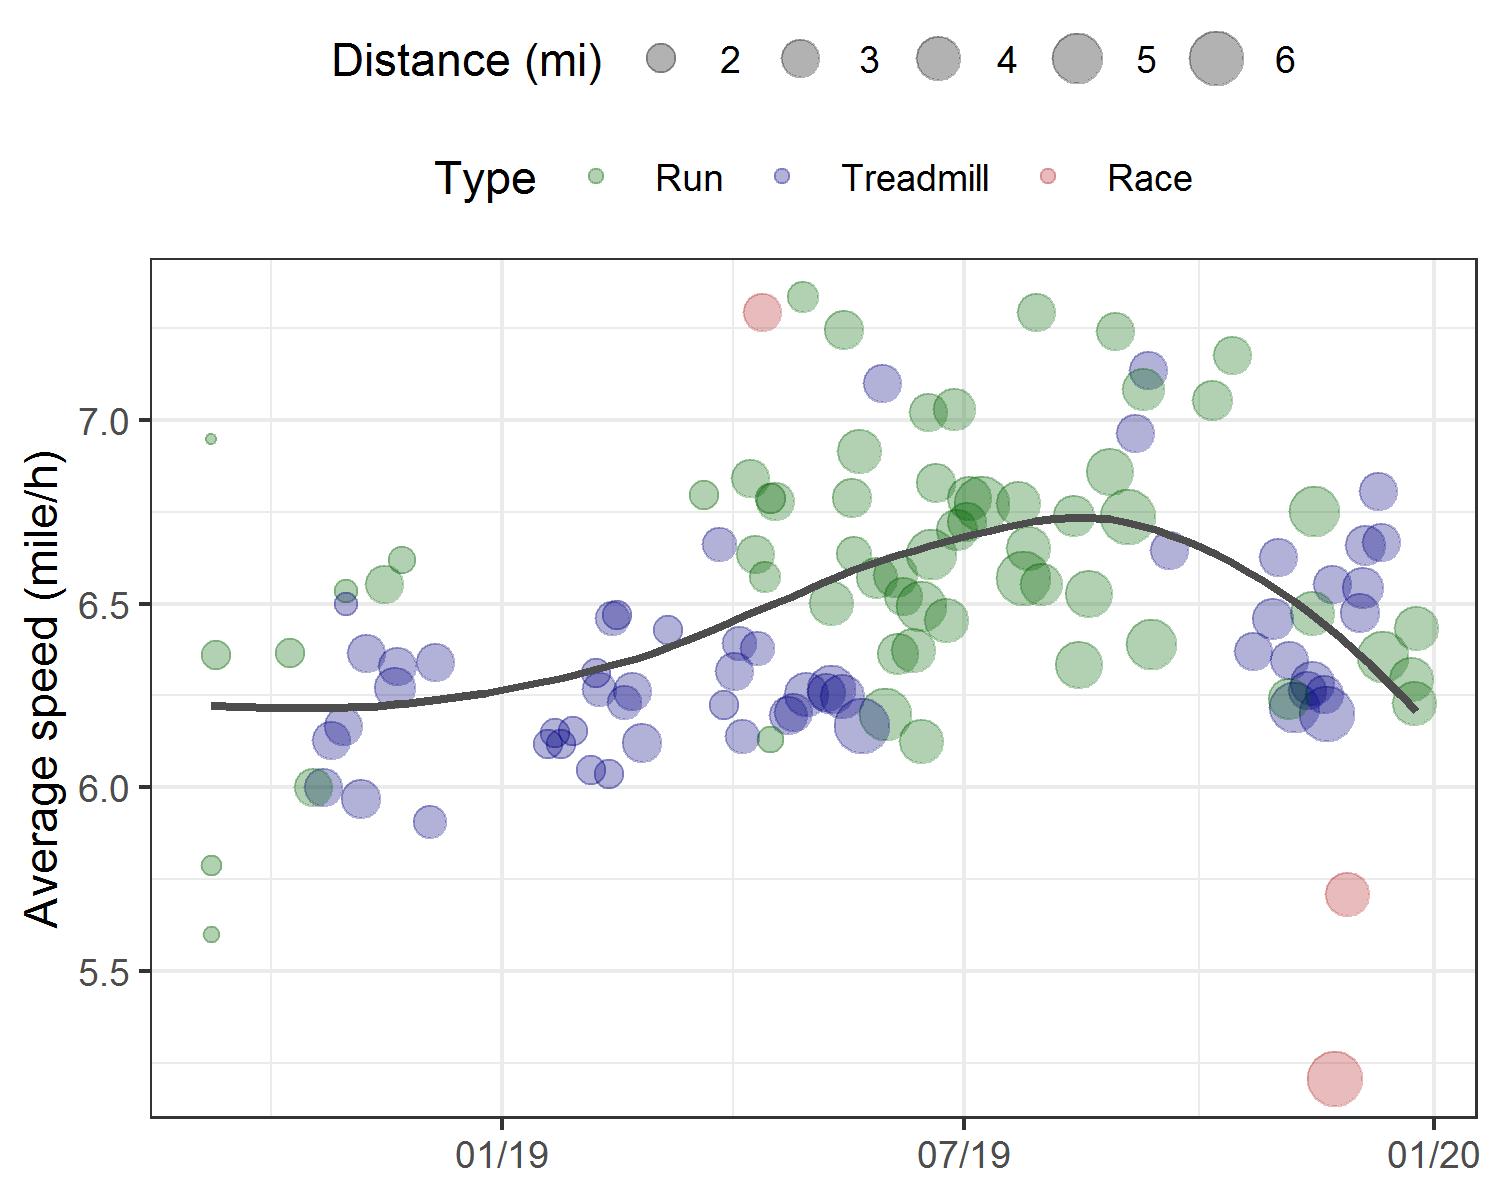 Distance (mi) 2 3 4 5 6
Type Run Treadmill Race
Average speed (mile/h)
7.0
6.5
6.0
5.5
01/19 07/19 01/20